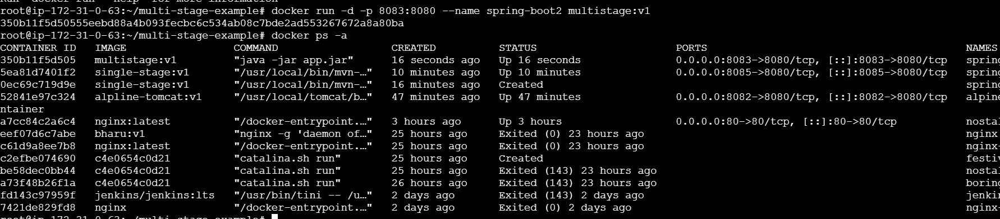 Run 'docker run --help' for more information
root@ip-172-31-0-63:~/multi-stage-example# docker run -d -p 8083:8080 --name spring-boot2 multistage:v1
350b11f5d50555eebd88a4b093fecbc6c534ab08c7bde2ad553267672a8a80ba
root@ip-172-31-0-63:~/multi-stage-example# docker ps -a
CONTAINER ID   IMAGE                 COMMAND                  CREATED          STATUS                      PORTS                                         NAMES
350b11f5d505   multistage:v1         "java -jar app.jar"      16 seconds ago   Up 16 seconds               0.0.0.0:8083->8080/tcp, [::]:8083->8080/tcp   spring
5ea81d7401f2   single-stage:v1       "/usr/local/bin/mvn-…"   10 minutes ago   Up 10 minutes               0.0.0.0:8085->8080/tcp, [::]:8085->8080/tcp   spring
0ec69c719d9e   single-stage:v1       "/usr/local/bin/mvn-…"   16 minutes ago   Created                                                                   spring
52841e97c324   alpline-tomcat:v1     "/usr/local/tomcat/b…"   47 minutes ago   Up 47 minutes               0.0.0.0:8082->8080/tcp, [::]:8082->8080/tcp   alpine
ntainer
a7cc84c2a6c4   nginx:latest          "/docker-entrypoint.…"   3 hours ago      Up 3 hours                  0.0.0.0:80->80/tcp, [::]:80->80/tcp           nostal
eef07d6c7abe   bharu:v1              "nginx -g 'daemon of…"   25 hours ago     Exited (0) 23 hours ago                                                   nginx
c61d9a8ee7b8   nginx:latest          "/docker-entrypoint.…"   25 hours ago     Exited (0) 23 hours ago                                                   nginx-
c2efbe074690   c4e0654c0d21          "catalina.sh run"        25 hours ago     Created                                                                   festiv
be58dec0bb44   c4e0654c0d21          "catalina.sh run"        25 hours ago     Exited (143) 23 hours ago                                                 nostal
a73f48b26f1a   c4e0654c0d21          "catalina.sh run"        26 hours ago     Exited (143) 23 hours ago                                                 boring
fd143c97959f   jenkins/jenkins:lts   "/usr/bin/tini -- /u…"   2 days ago       Exited (143) 2 days ago                                                   jenkin
7421de829fd8   nginx                 "/docker-entrypoint.…"   2 days ago       Exited (0) 2 days ago                                                     nginx-
root@ip-172-31-0-63:~/multi-stage-example#